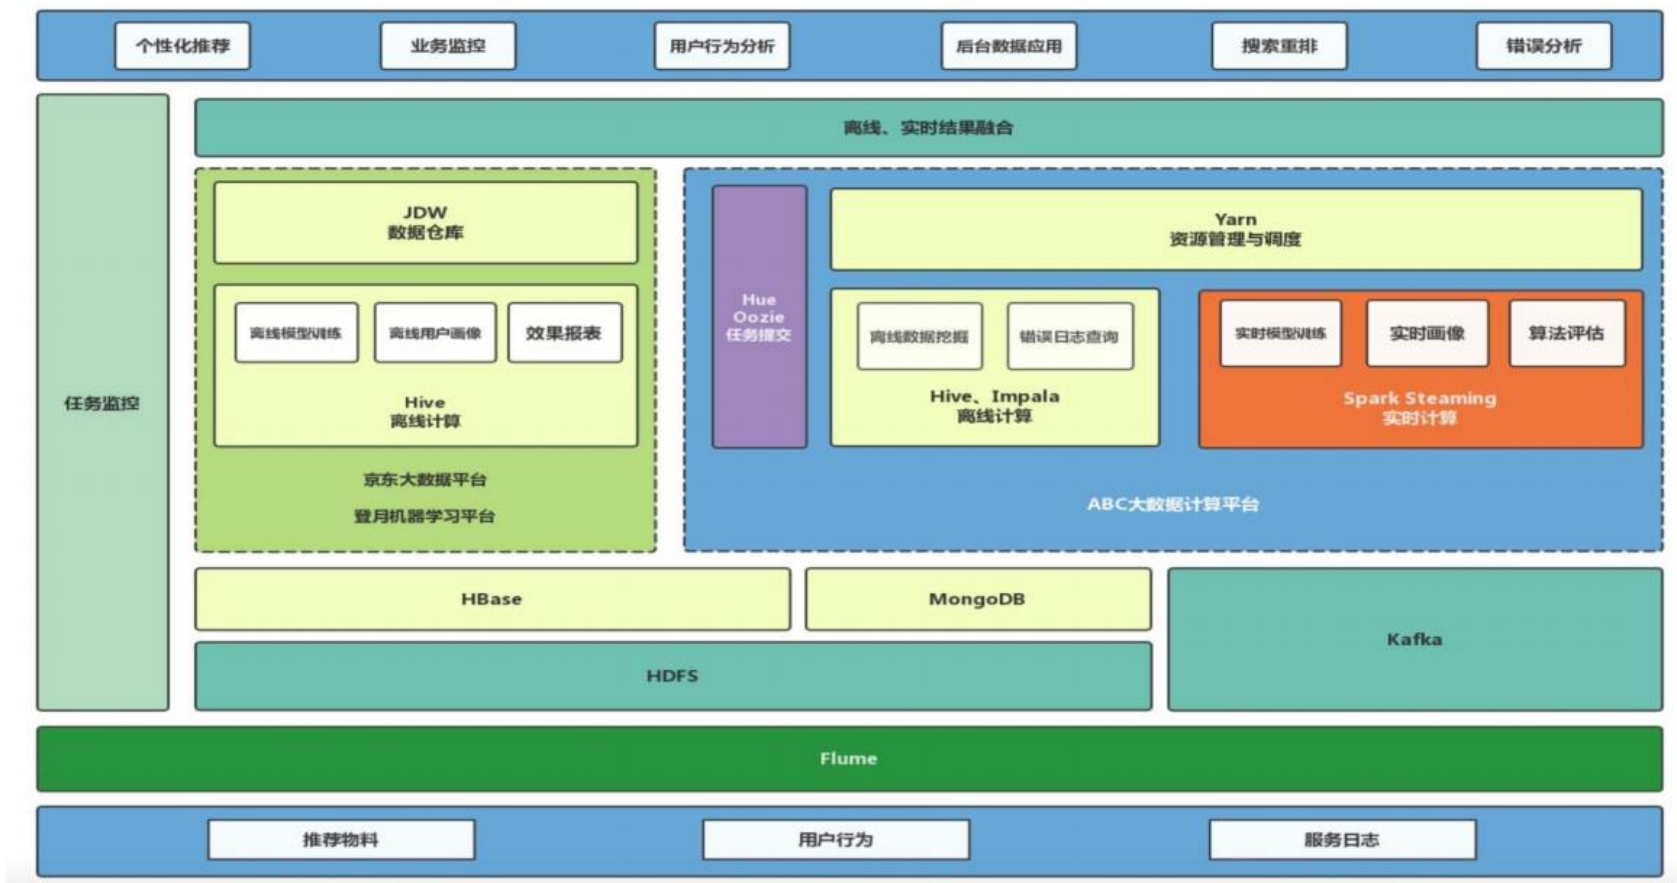 个性化推荐
业务监控
用户行为分析
后台数据应用
搜索重排
错误分析
离线、实时结果融合
任务监控
JDW
数据仓库
离线模型训练
离线用户画像
效果报表
Hive
离线计算
京东大数据平台
登月机器学习平台
Hue
Oozie
任务提交
Yarn
资源管理与调度
离线数据挖掘
错误日志查询
Hive、Impala
离线计算
实时模型训练
实时画像
算法评估
Spark Steaming
实时计算
ABC大数据计算平台
HBase
MongoDB
Kafka
HDFS
Flume
推荐物料
用户行为
服务日志